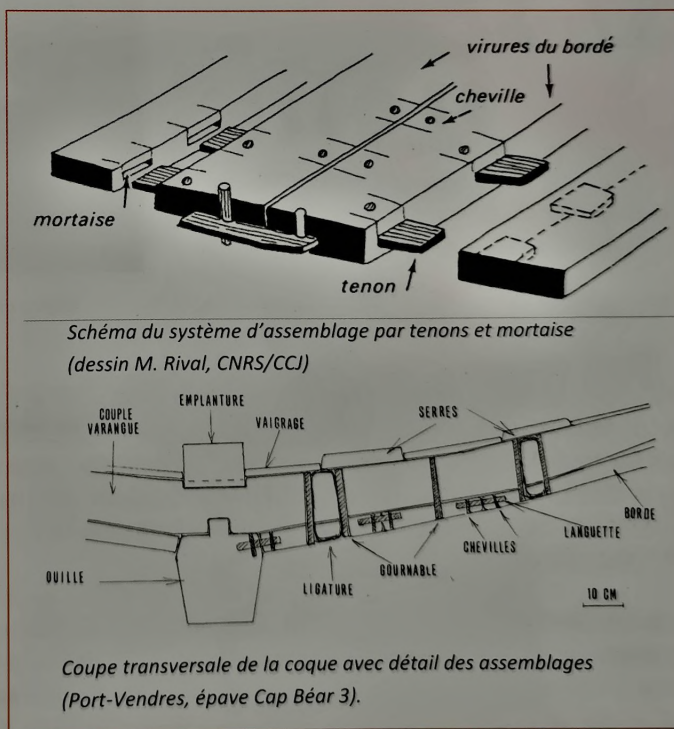 virures du bordé
cheville
mortaise
tenon
Schéma du système d'assemblage par tenons et mortaise
(dessin M. Rival, CNRS/CCJ)
COUPLE
VARANGUE
EMPLANTURE
VAIGRAGE
SERRES
BORDE
LANGUETTE
CHEVILLES
GOURNABLE
LIGATURE
QUILLE
10 CM
Coupe transversale de la coque avec détail des assemblages
(Port-Vendres, épave Cap Béar 3).